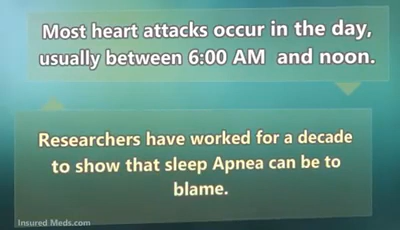 Most heart attacks occur in the day,
usually between 6:00 AM and noon.
Researchers have worked for a decade
to show that sleep Apnea can be to
blame.
Insured Meds.com